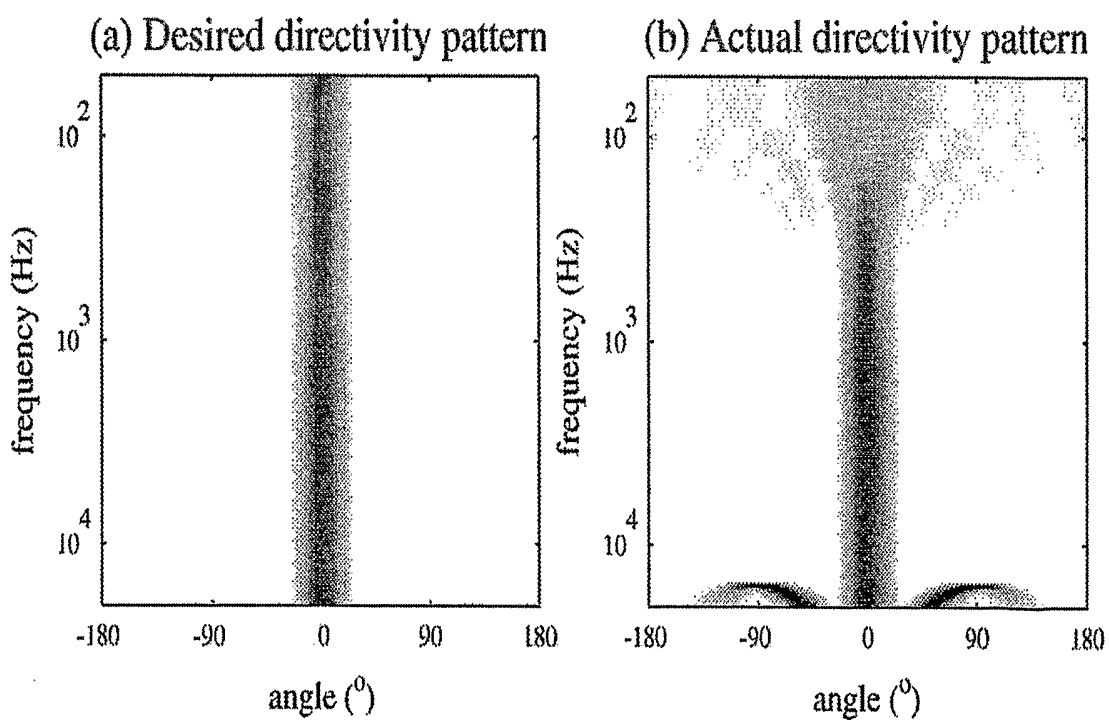 (a) Desired directivity pattern
(b) Actual directivity pattern
frequency (Hz)
10^2
10^3
10^4
-180
-90
0
90
180
angle (°)
frequency (Hz)
10^2
10^3
10^4
-180
-90
0
90
180
angle (°)